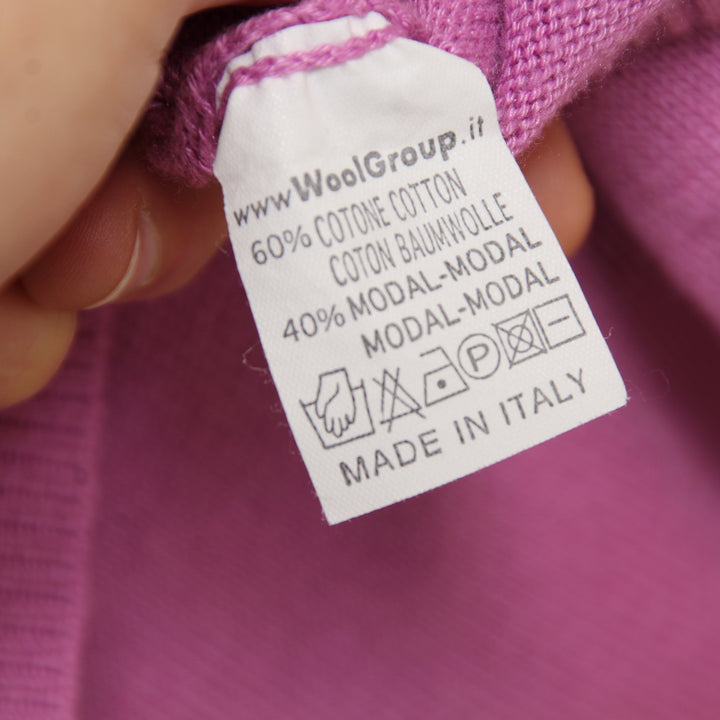 www.WoolGroup.it
60% COTONE COTTON
COTON BAUMWOLLE
40% MODAL-MODAL
MODAL-MODAL
P
MADE IN ITALY